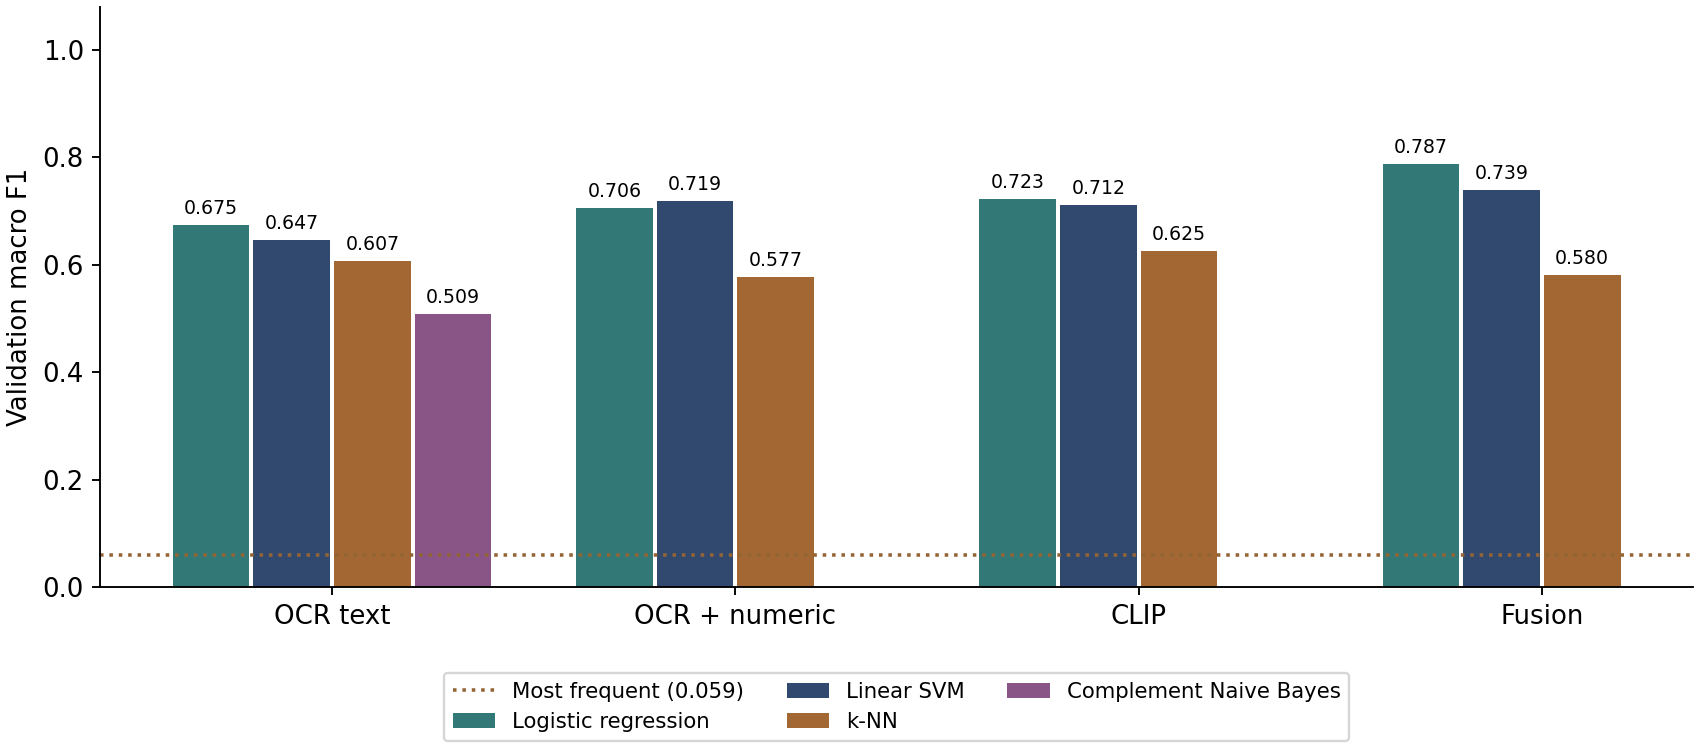 Validation macro F1
1.0
0.8
0.6
0.4
0.2
0.0
0.675
0.647
0.607
0.509
0.706
0.719
0.577
0.723
0.712
0.625
0.787
0.739
0.580
OCR text
OCR + numeric
CLIP
Fusion
Most frequent (0.059)
Logistic regression
Linear SVM
k-NN
Complement Naive Bayes